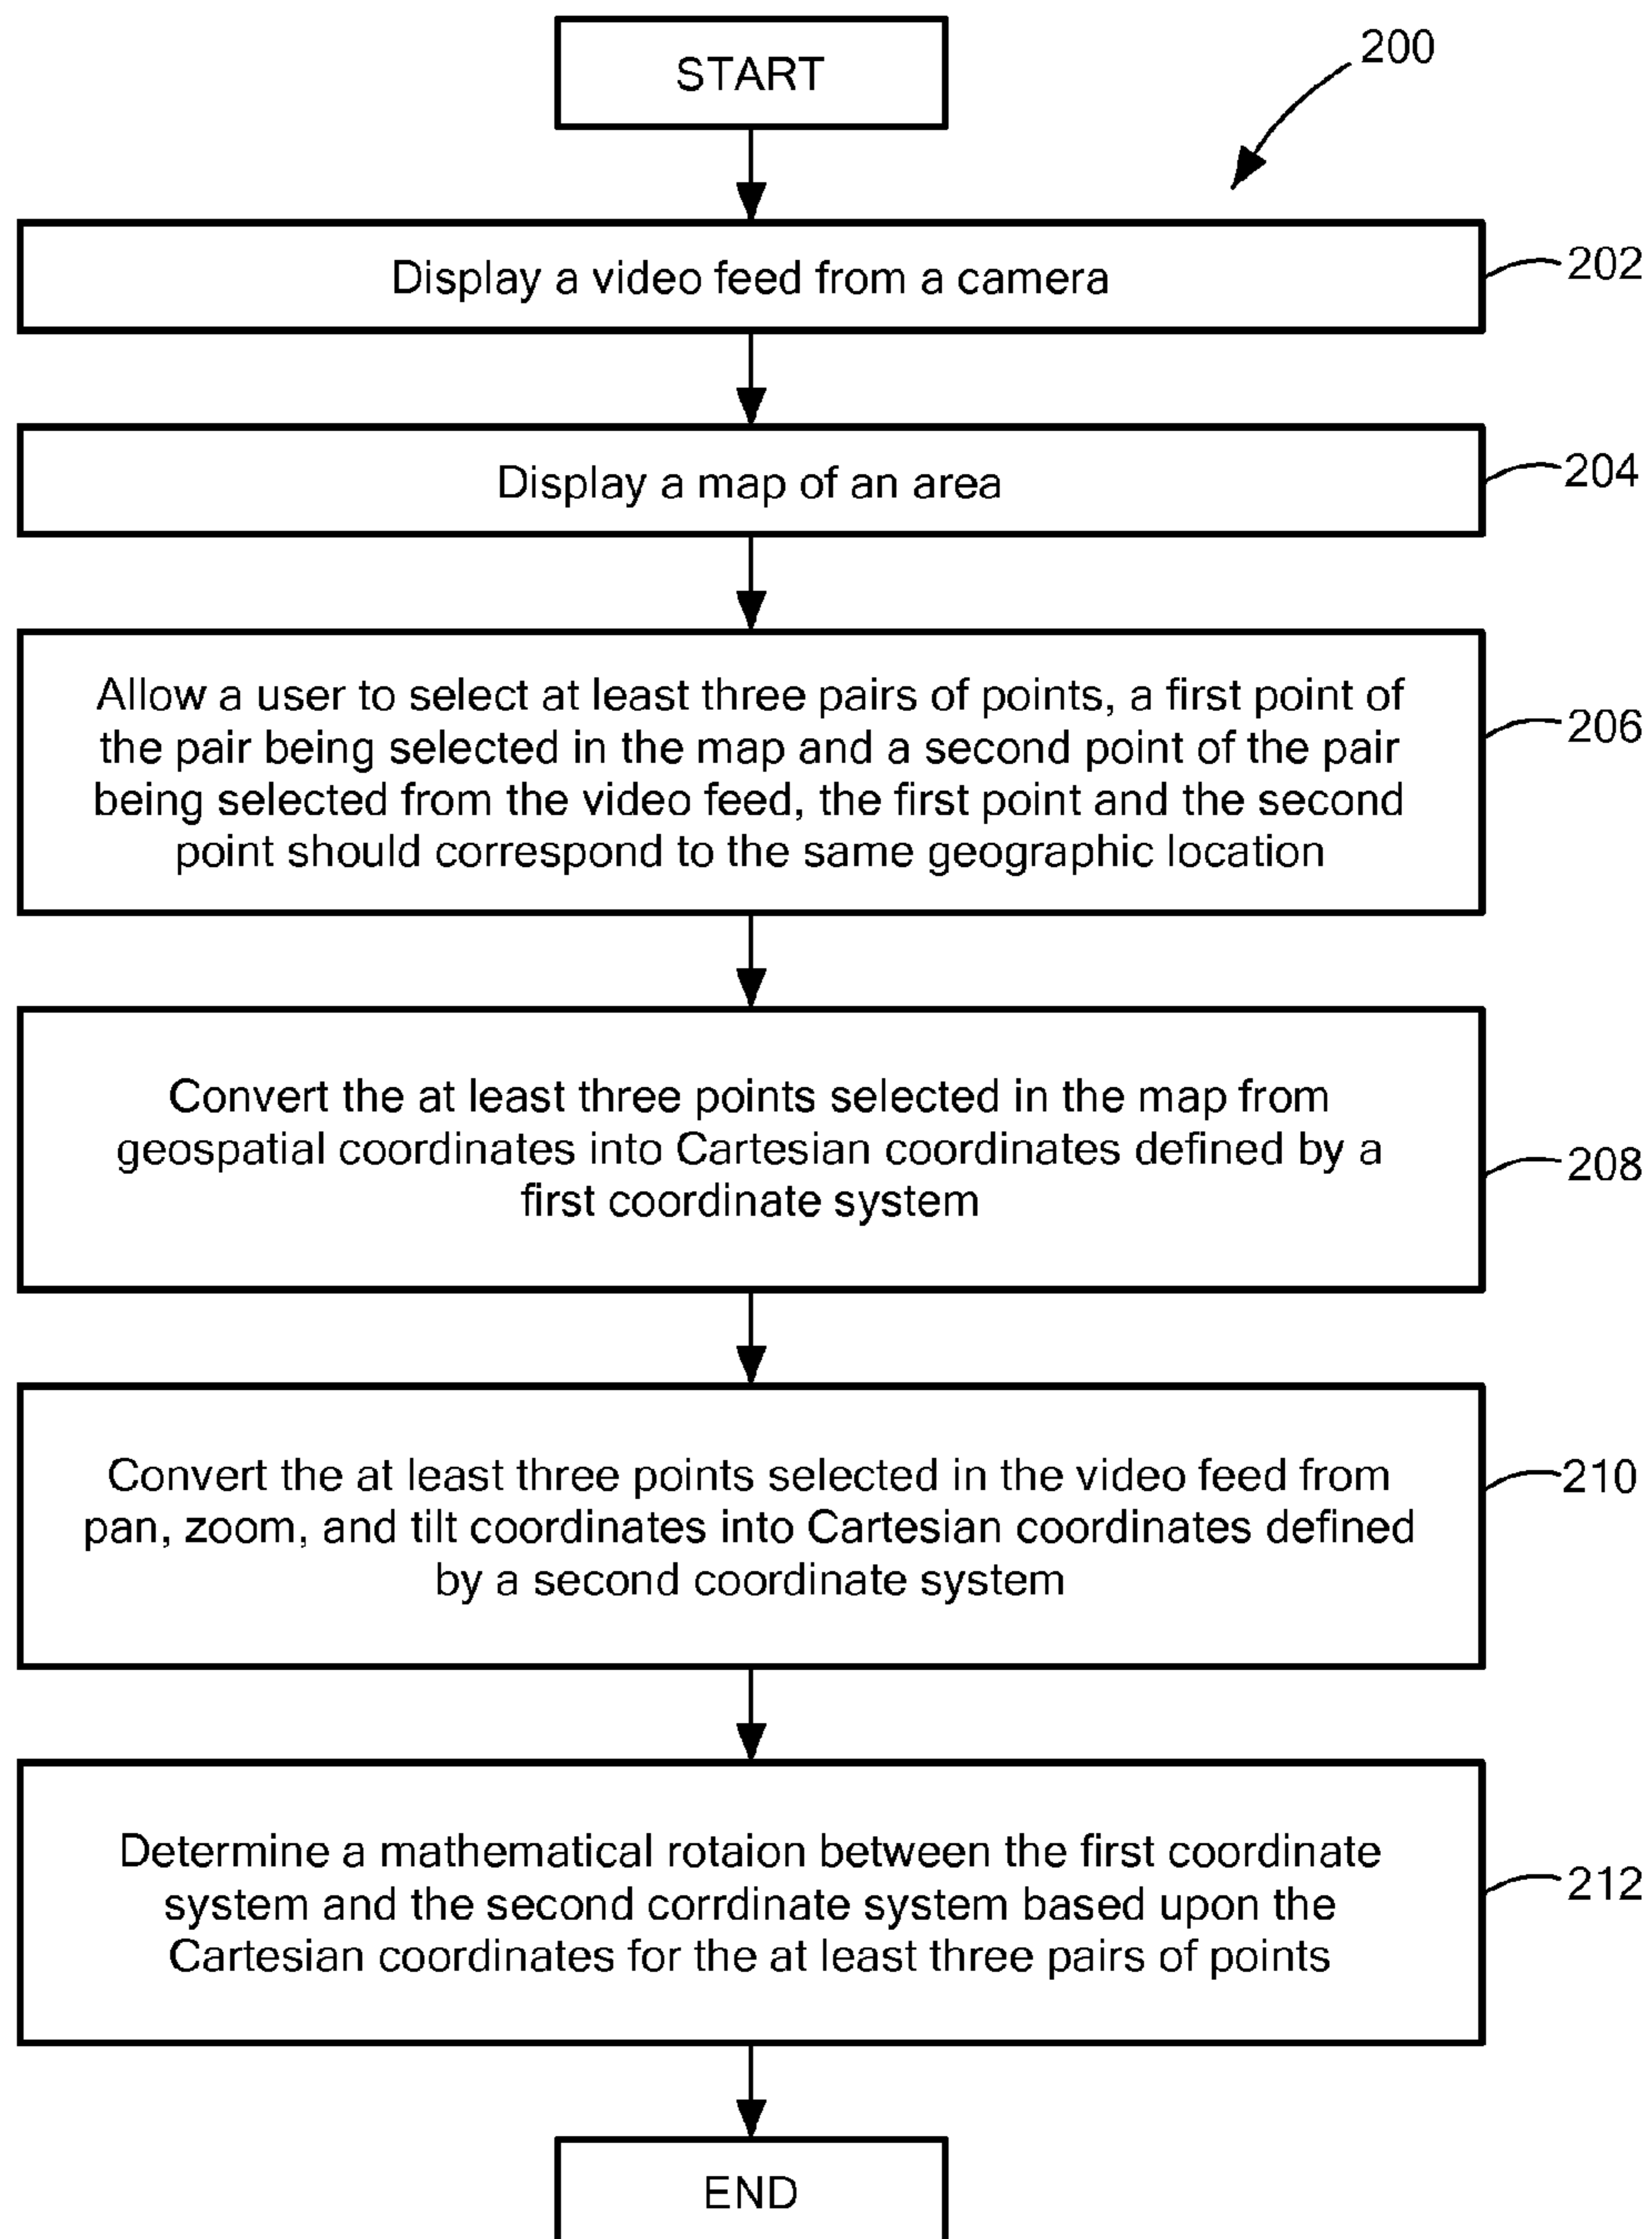 START
200
Display a video feed from a camera
202
Display a map of an area
204
Allow a user to select at least three pairs of points, a first point of
the pair being selected in the map and a second point of the pair
being selected from the video feed, the first point and the second
point should correspond to the same geographic location
206
Convert the at least three points selected in the map from
geospatial coordinates into Cartesian coordinates defined by a
first coordinate system
208
Convert the at least three points selected in the video feed from
pan, zoom, and tilt coordinates into Cartesian coordinates defined
by a second coordinate system
210
Determine a mathematical rotaion between the first coordinate
system and the second corrdinate system based upon the
Cartesian coordinates for the at least three pairs of points
212
END